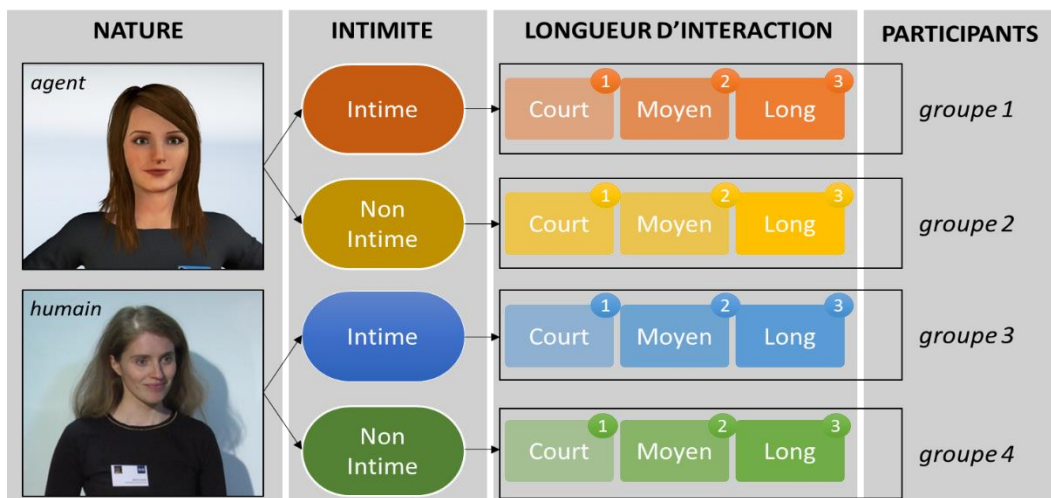 NATURE
INTIMITE
LONGUEUR D'INTERACTION
PARTICIPANTS
agent
Intime
1
2
3
Court
Moyen
Long
groupe 1
Non
Intime
1
2
3
Court
Moyen
Long
groupe 2
humain
Intime
1
2
3
Court
Moyen
Long
groupe 3
Non
Intime
1
2
3
Court
Moyen
Long
groupe 4